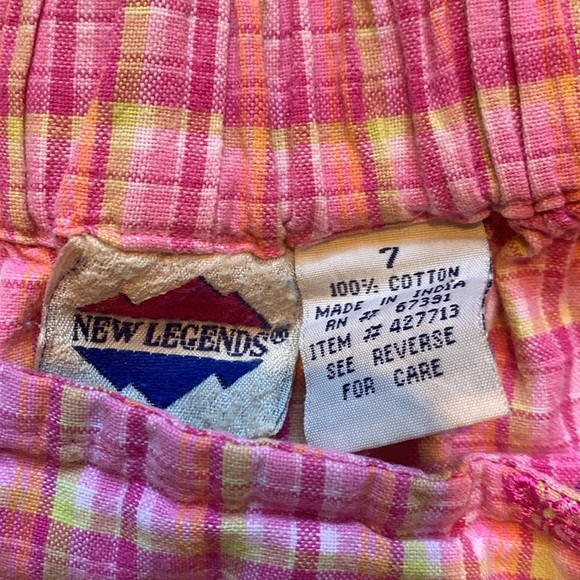 NEW LEGENDS®
7
100% COTTON
MADE IN INDIA
RN # 67391
ITEM # 427713
SEE REVERSE
FOR CARE